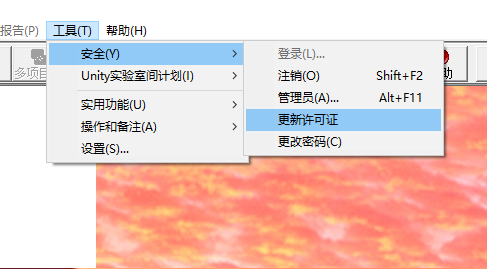 报告(P) 工具(T) 帮助(H)
多项目
安全(Y)
Unity实验室间计划(I)
实用功能(U)
操作和备注(A)
设置(S)...
登录(L)...
注销(O) Shift+F2
管理员(A)... Alt+F11
更新许可证
更改密码(C)
助